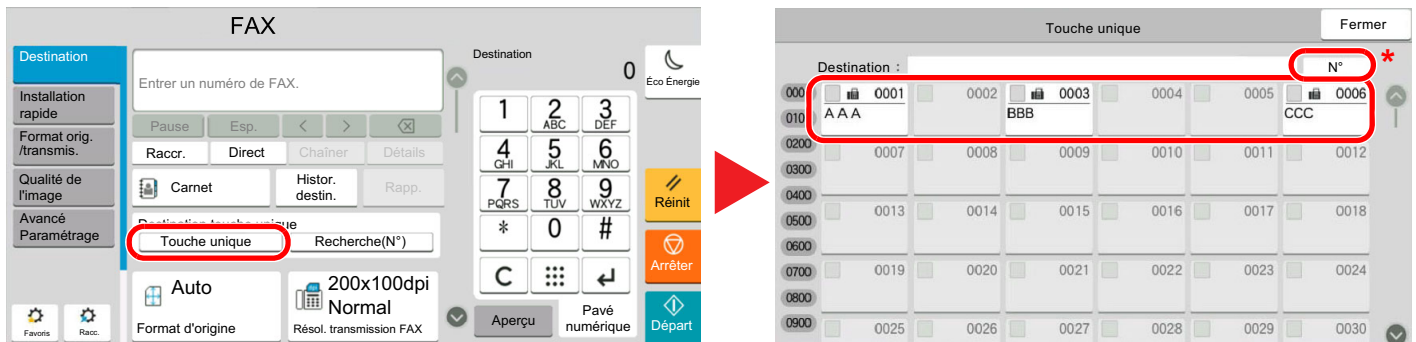 FAX
Destination
Installation
rapide
Format orig.
/transmis.
Qualité de
l'image
Avancé
Paramétrage
Favoris
Racc.
Entrer un numéro de FAX.
Pause
Esp.
Raccr.
Direct
Chaîner
Détails
Carnet
Histor.
destin.
Rapp.
Destination touche unique
Touche unique
Recherche(N°)
Auto
Format d'origine
200x100dpi
Normal
Résol. transmission FAX
Destination
0
1
2
ABC
3
DEF
4
GHI
5
JKL
6
MNO
7
PQRS
8
TUV
9
WXYZ
*
0
#
C
Aperçu
Pavé
numérique
Éco Énergie
Réinit
Arrêter
Départ
Touche unique
Fermer
Destination :
N°
*
0001 0002 0003 0004 0005 0006
AAA BBB CCC
0100
0200
0007 0008 0009 0010 0011 0012
0300
0400
0013 0014 0015 0016 0017 0018
0500
0600
0700
0019 0020 0021 0022 0023 0024
0800
0900
0025 0026 0027 0028 0029 0030